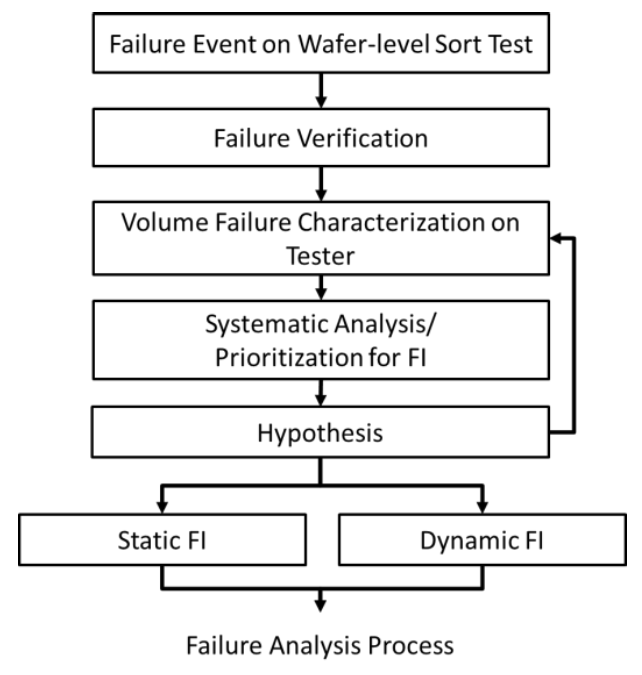 Failure Event on Wafer-level Sort Test
Failure Verification
Volume Failure Characterization on
Tester
Systematic Analysis/
Prioritization for FI
Hypothesis
Static FI
Dynamic FI
Failure Analysis Process